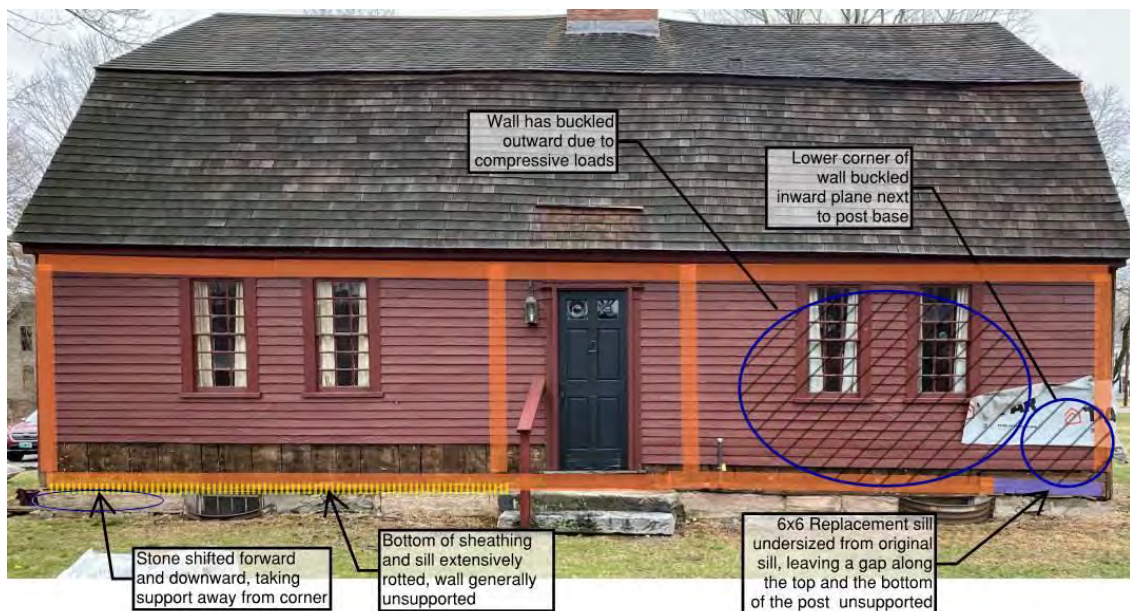 Wall has buckled
outward due to
compressive loads
Lower corner of
wall buckled
inward plane next
to post base
Stone shifted forward
and downward, taking
support away from corner
Bottom of sheathing
and sill extensively
rotted, wall generally
unsupported
6x6 Replacement sill
undersized from original
sill, leaving a gap along
the top and the bottom
of the post unsupported